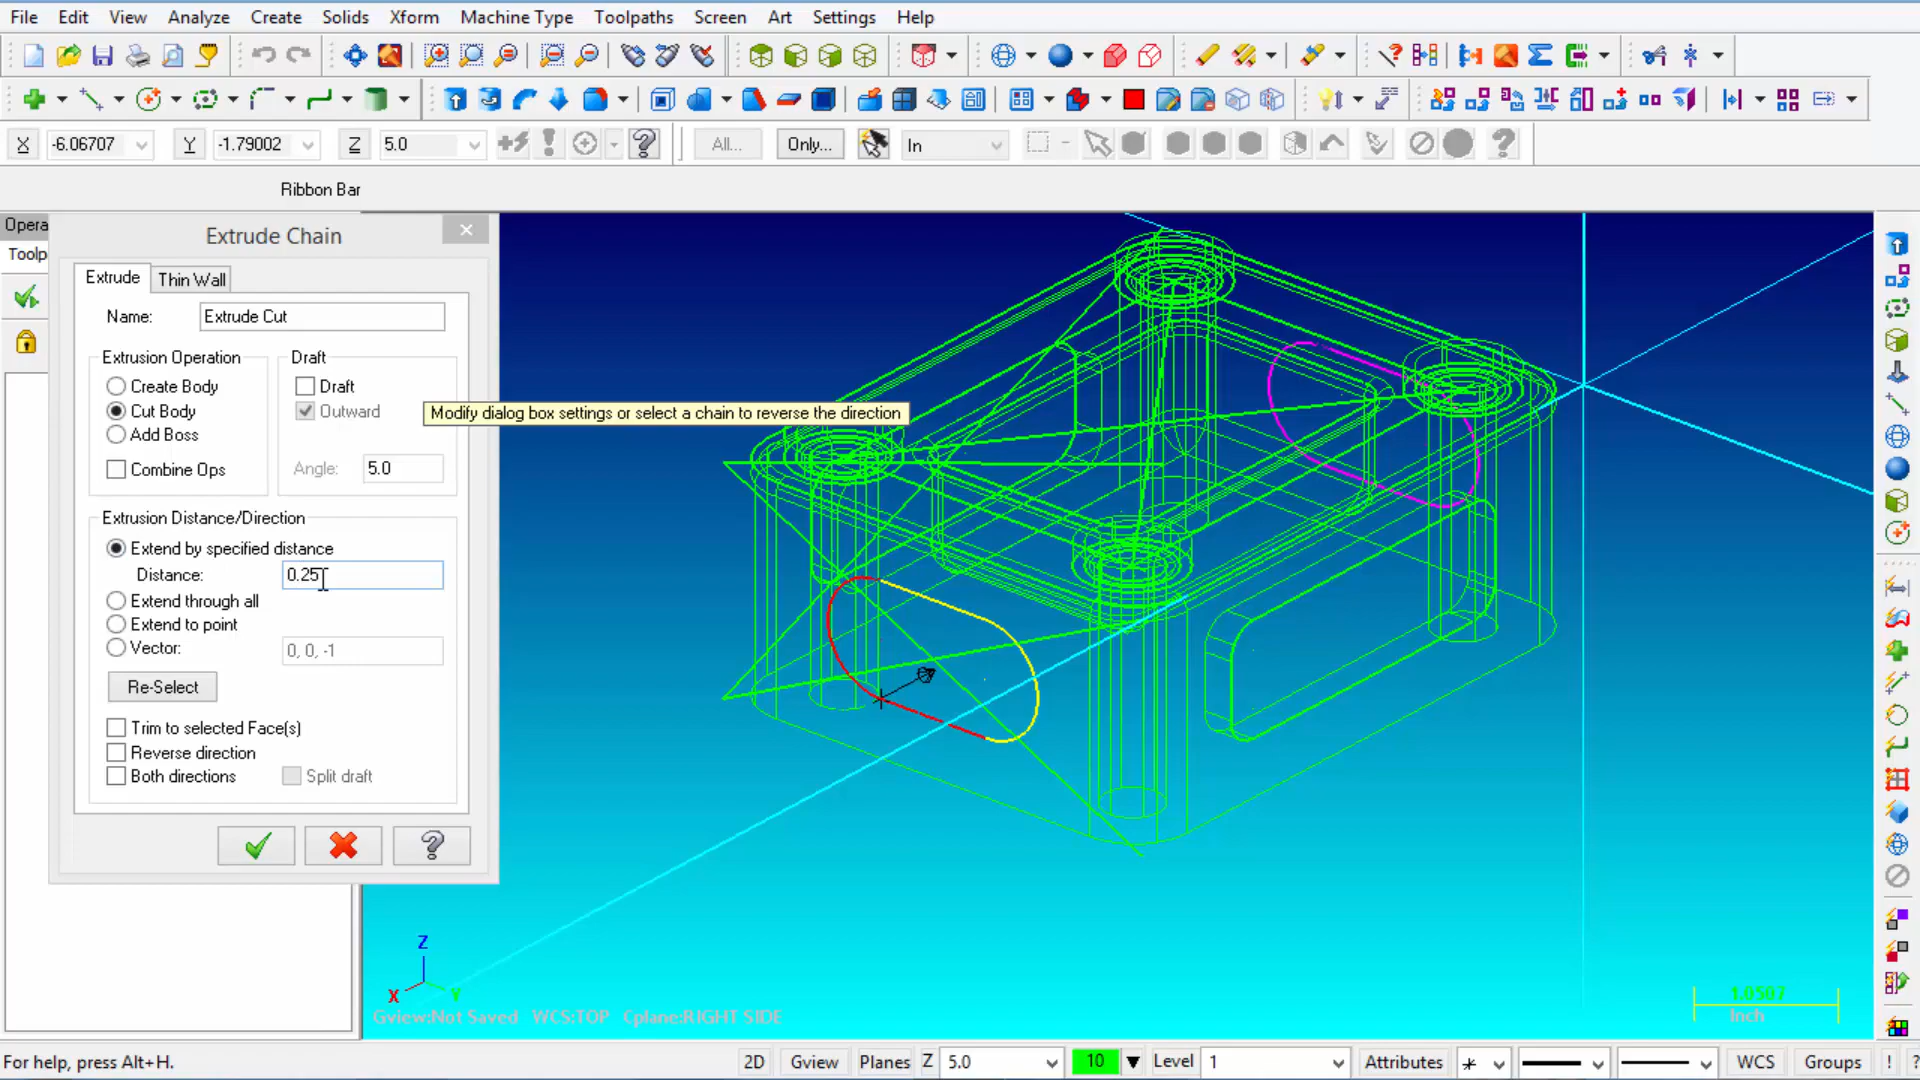 File Edit View Analyze Create Solids Xform Machine Type Toolpaths Screen Art Settings Help
X -6.06707 Y -1.79002 Z 5.0 All... Only... In
Ribbon Bar
Opera
Toolp
Extrude Chain
Extrude Thin Wall
Name: Extrude Cut
Extrusion Operation Draft
Create Body Draft
Cut Body Outward
Modify dialog box settings or select a chain to reverse the direction
Add Boss
Combine Ops Angle: 5.0
Extrusion Distance/Direction
Extend by specified distance
Distance: 0.25
Extend through all
Extend to point
Vector: 0, 0, -1
Re-Select
Trim to selected Face(s)
Reverse direction
Both directions Split draft
Z
X Y
1.0507
Inch
Gview:Not Saved WCS:TOP Cplane:RIGHT SIDE
For help, press Alt+H. 2D Gview Planes Z 5.0 10 Level 1 Attributes WCS Groups ! ?